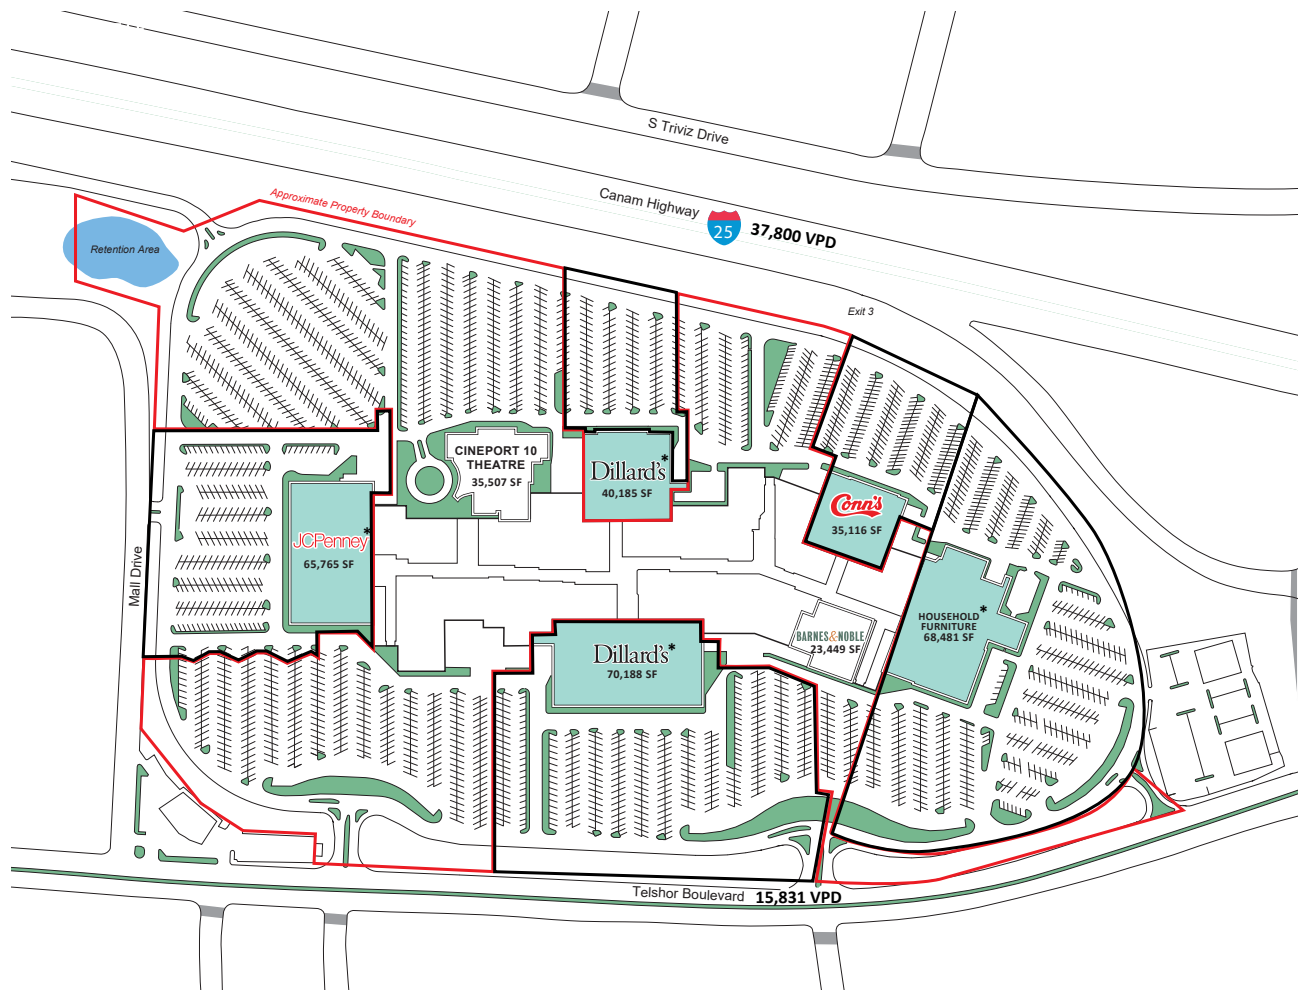 S Triviz Drive
Canam Highway
25
37,800 VPD
Approximate Property Boundary
Retention Area
Exit 3
CINEPORT 10
THEATRE
35,507 SF
Dillard's*
40,185 SF
Conn's
35,116 SF
JCPenney*
65,765 SF
Mall Drive
HOUSEHOLD*
FURNITURE
68,481 SF
BARNES&NOBLE
23,449 SF
Dillard's*
70,188 SF
Telshor Boulevard 15,831 VPD